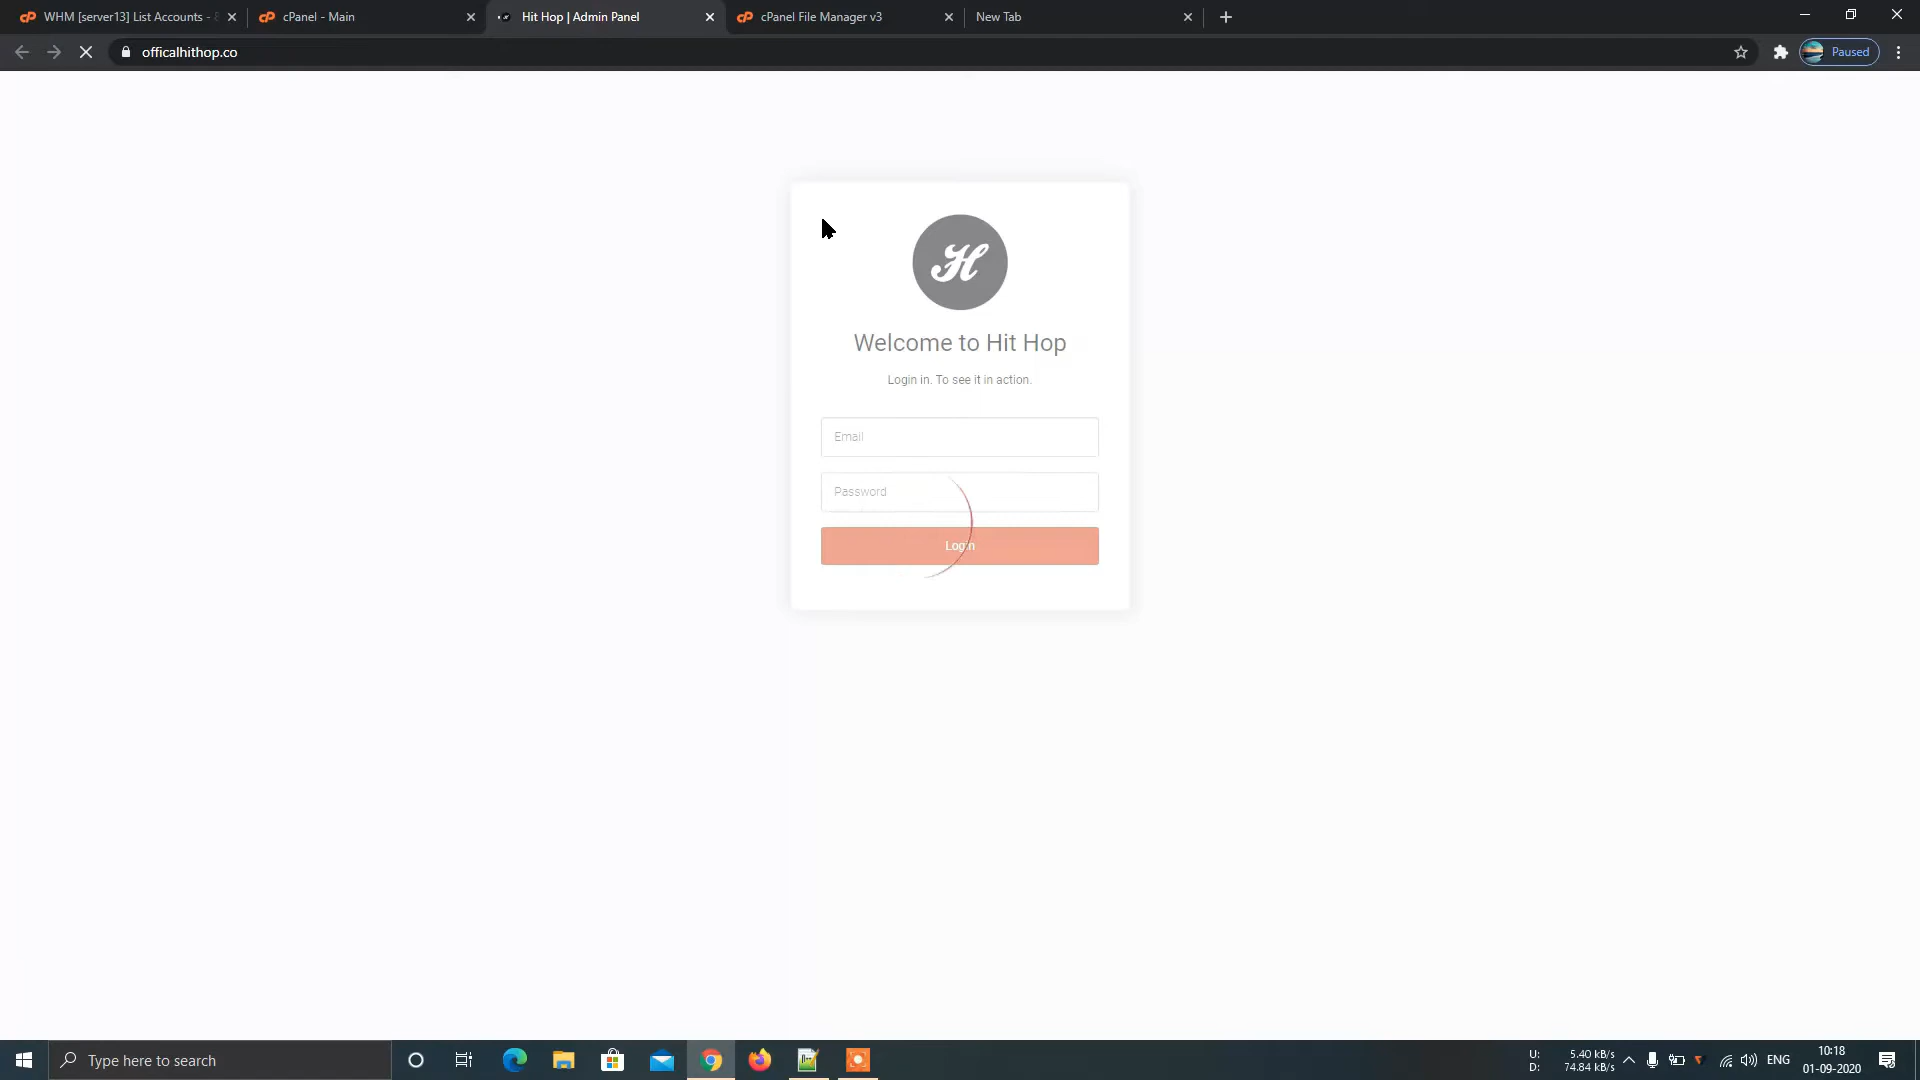 WHM [server13] List Accounts -
cPanel - Main
Hit Hop | Admin Panel
cPanel File Manager v3
New Tab
officalhithop.co
Paused
H
Welcome to Hit Hop
Login in. To see it in action.
Email
Password
Login
Type here to search
U: 5.40 kB/s
D: 74.84 kB/s
ENG
10:18
01-09-2020